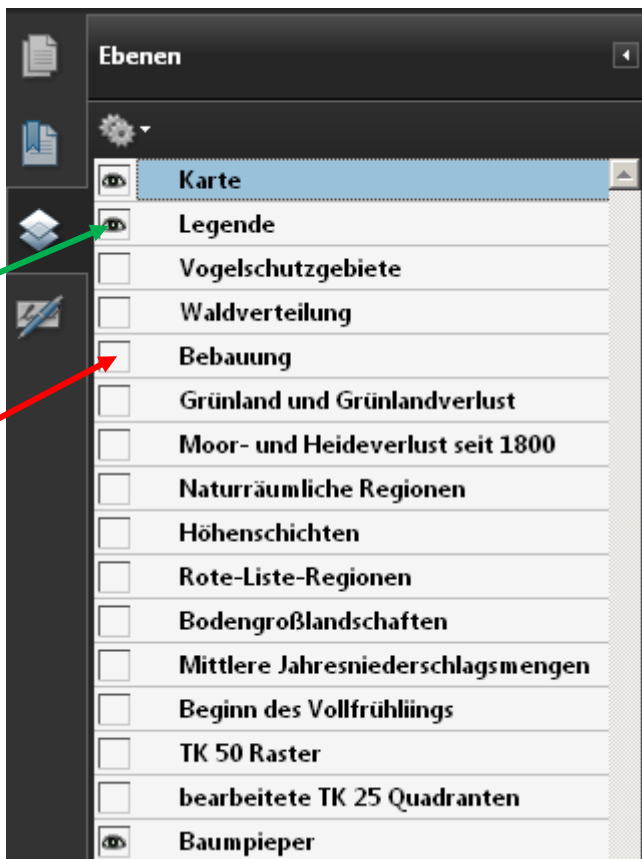 Ebenen
Karte
Legende
Vogelschutzgebiete
Waldverteilung
Bebauung
Grünland und Grünlandverlust
Moor- und Heideverlust seit 1800
Naturräumliche Regionen
Höhenschichten
Rote-Liste-Regionen
Bodengroßlandschaften
Mittlere Jahresniederschlagsmengen
Beginn des Vollfrühliings
TK 50 Raster
bearbeitete TK 25 Quadranten
Baumpieper